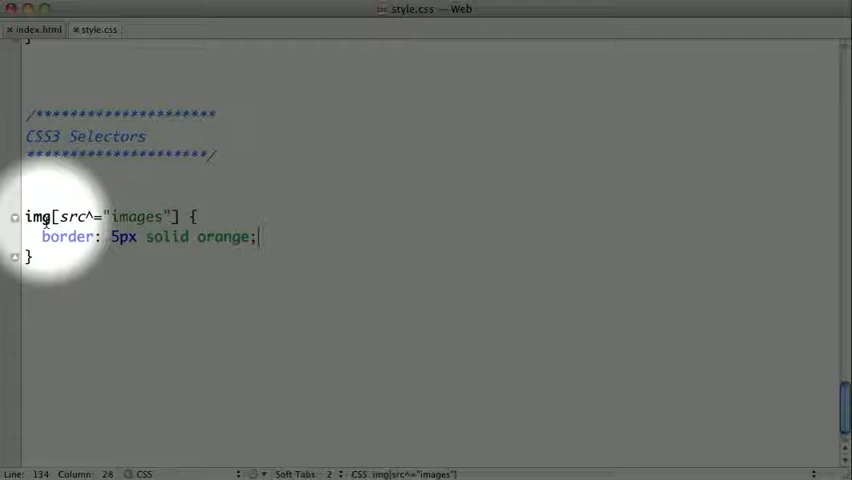 style.css — Web
index.html style.css
}
/*********************
CSS3 Selectors
*********************/
img[src^="images"] {
border: 5px solid orange;
}
Line: 134 Column: 28 CSS Soft Tabs: 2 CSS: img[src^="images"]